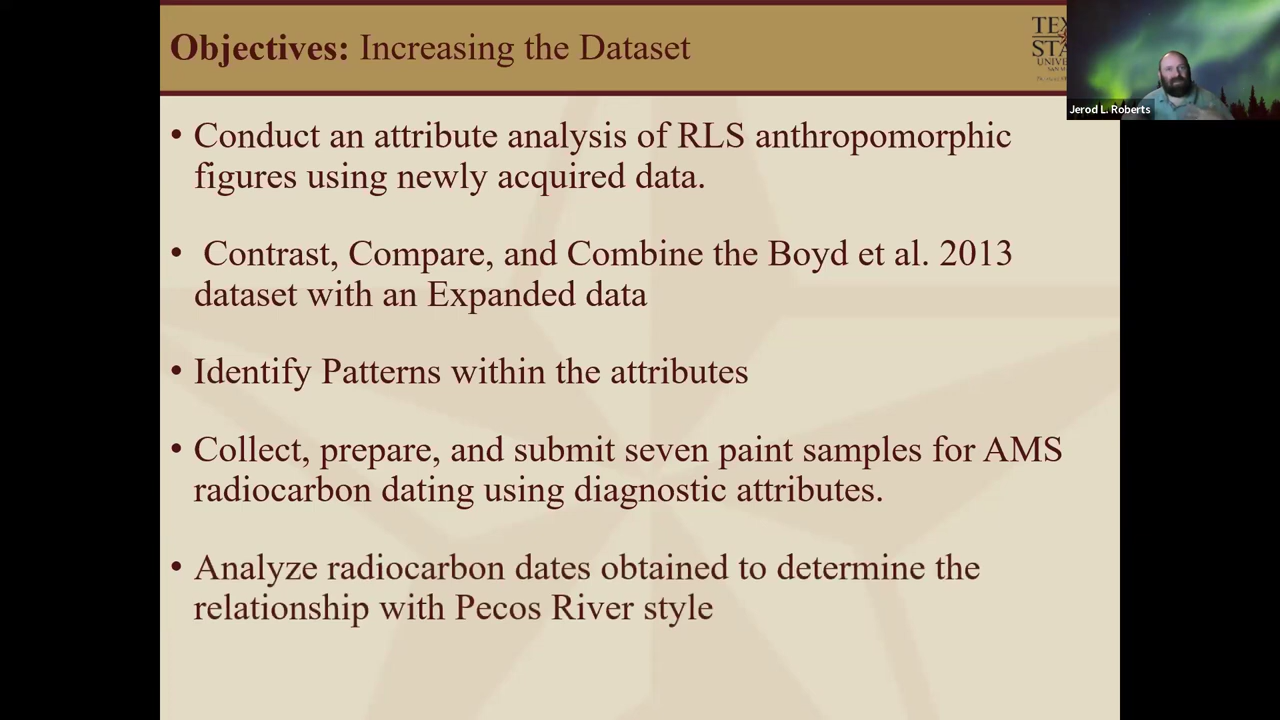 Objectives: Increasing the Dataset
Jerod L. Roberts
• Conduct an attribute analysis of RLS anthropomorphic
figures using newly acquired data.
• Contrast, Compare, and Combine the Boyd et al. 2013
dataset with an Expanded data
• Identify Patterns within the attributes
• Collect, prepare, and submit seven paint samples for AMS
radiocarbon dating using diagnostic attributes.
• Analyze radiocarbon dates obtained to determine the
relationship with Pecos River style